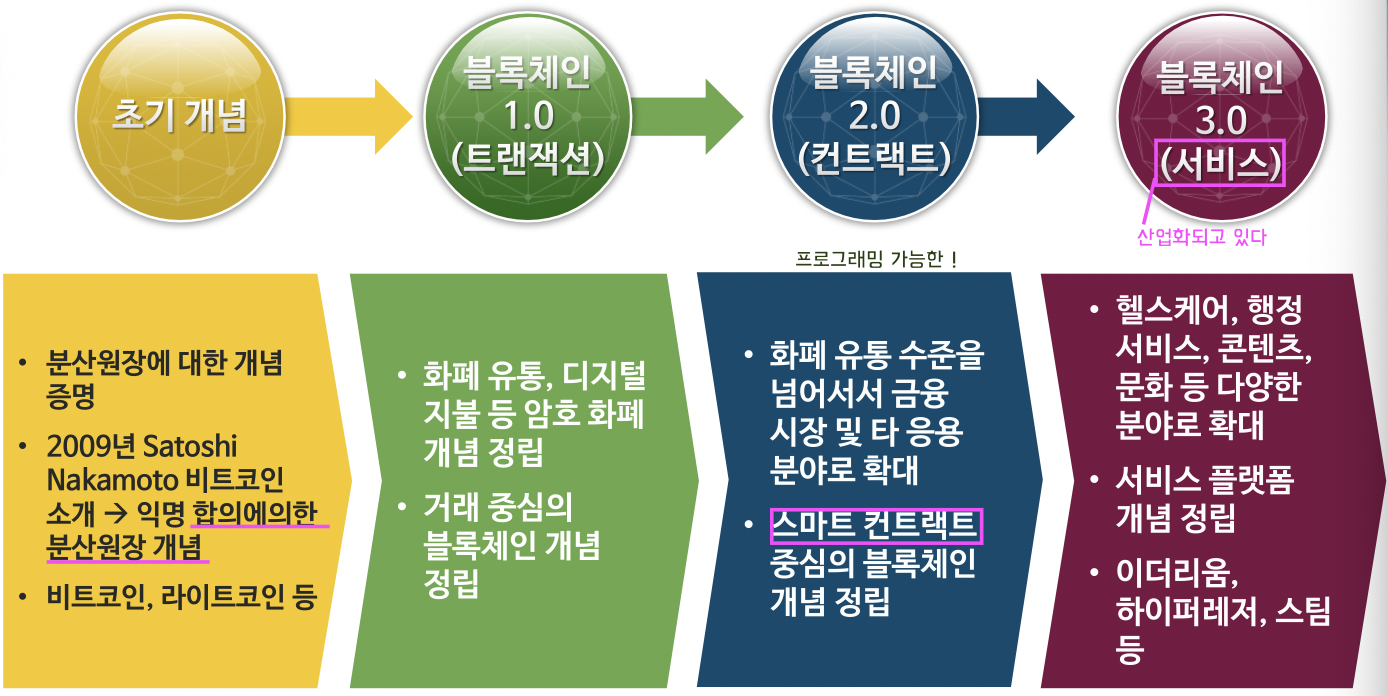 초기 개념
블록체인
1.0
(트랜잭션)
블록체인
2.0
(컨트랙트)
블록체인
3.0
(서비스)
산업화되고 있다
프로그래밍 가능한 !
• 분산원장에 대한 개념
증명
• 2009년 Satoshi
Nakamoto 비트코인
소개 → 익명 합의에의한
분산원장 개념
• 비트코인, 라이트코인 등
• 화폐 유통, 디지털
지불 등 암호 화폐
개념 정립
• 거래 중심의
블록체인 개념
정립
• 화폐 유통 수준을
넘어서서 금융
시장 및 타 응용
분야로 확대
• 스마트 컨트랙트
중심의 블록체인
개념 정립
• 헬스케어, 행정
서비스, 콘텐츠,
문화 등 다양한
분야로 확대
• 서비스 플랫폼
개념 정립
• 이더리움,
하이퍼레저, 스팀
등